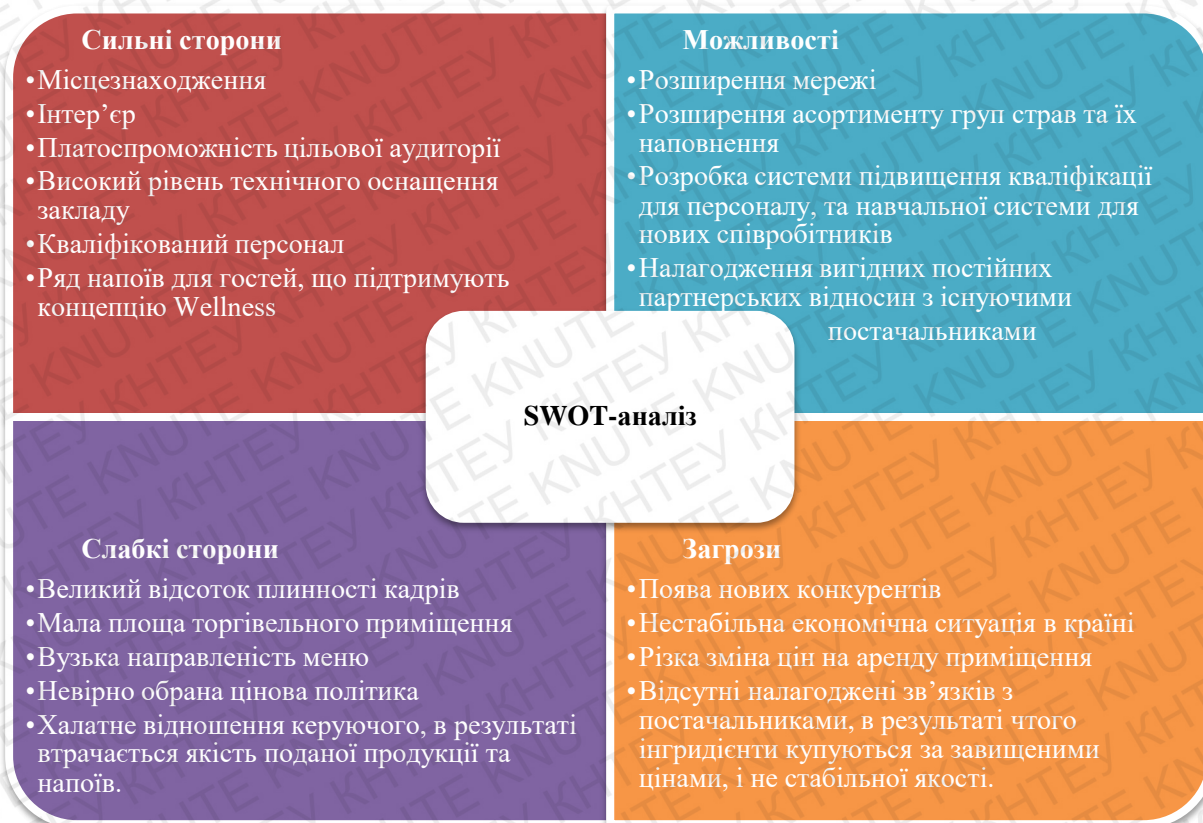 Сильні сторони
•Місцезнаходження
•Інтер’єр
•Платоспроможність цільової аудиторії
•Високий рівень технічного оснащення
закладу
•Кваліфікований персонал
•Ряд напоїв для гостей, що підтримують
концепцію Wellness
Можливості
•Розширення мережі
•Розширення асортименту груп страв та їх
наповнення
•Розробка системи підвищення кваліфікації
для персоналу, та навчальної системи для
нових співробітників
•Налагодження вигідних постійних
партнерських відносин з існуючими
постачальниками
SWOT-аналіз
Слабкі сторони
•Великий відсоток плинності кадрів
•Мала площа торгівельного приміщення
•Вузька направленість меню
•Невірно обрана цінова політика
•Халатне відношення керуючого, в результаті
втрачається якість поданої продукції та
напоїв.
Загрози
•Поява нових конкурентів
•Нестабільна економічна ситуація в країні
•Різка зміна цін на аренду приміщення
•Відсутні налагоджені зв’язків з
постачальниками, в результаті чтого
інгридієнти купуються за завищеними
цінами, і не стабільної якості.